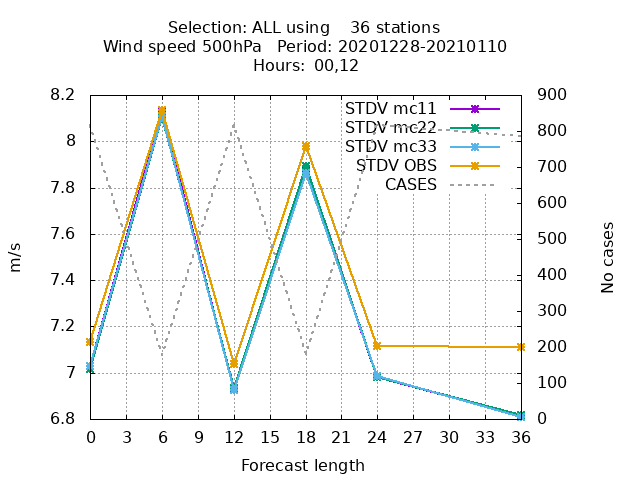 Selection: ALL using    36 stations
Wind speed 500hPa   Period: 20201228-20210110
Hours: 00,12
STDV mc11
STDV mc22
STDV mc33
STDV OBS
CASES
8.2
8
7.8
7.6
7.4
7.2
7
6.8
m/s
900
800
700
600
500
400
300
200
100
0
No cases
0 3 6 9 12 15 18 21 24 27 30 33 36
Forecast length